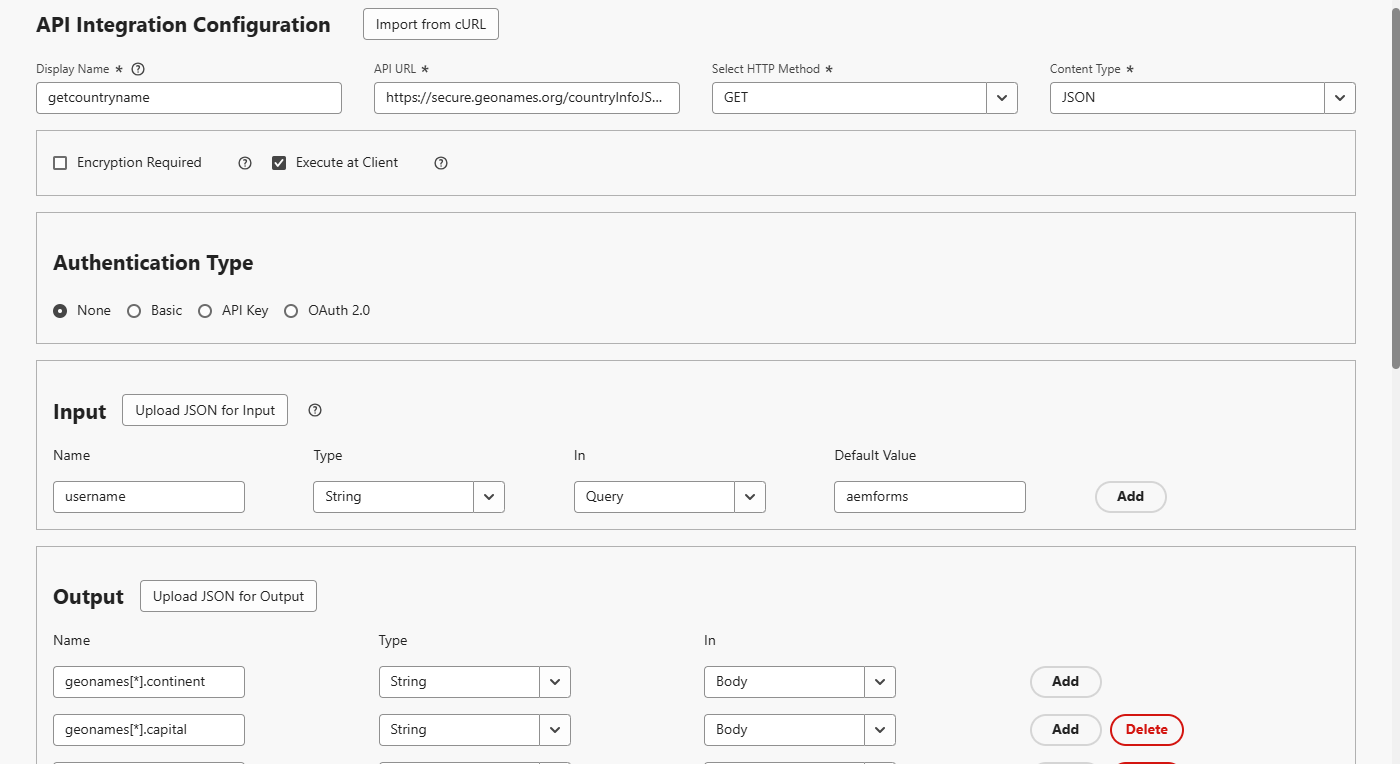 API Integration Configuration Import from cURL
Display Name * API URL * Select HTTP Method * Content Type *
getcountryname https://secure.geonames.org/countryInfoJS... GET JSON
Encryption Required Execute at Client
Authentication Type
None Basic API Key OAuth 2.0
Input Upload JSON for Input
Name Type In Default Value
username String Query aemforms Add
Output Upload JSON for Output
Name Type In
geonames[*].continent String Body Add
geonames[*].capital String Body Add Delete